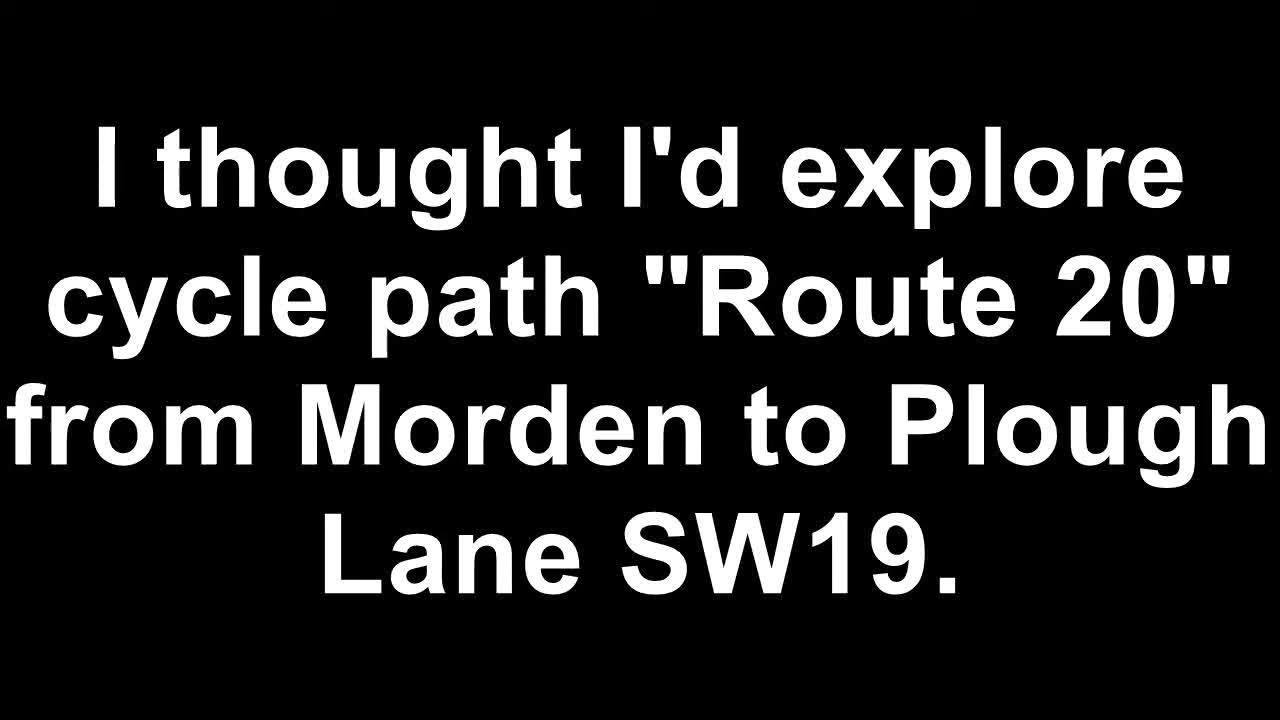 I thought I'd explore
cycle path "Route 20"
from Morden to Plough
Lane SW19.